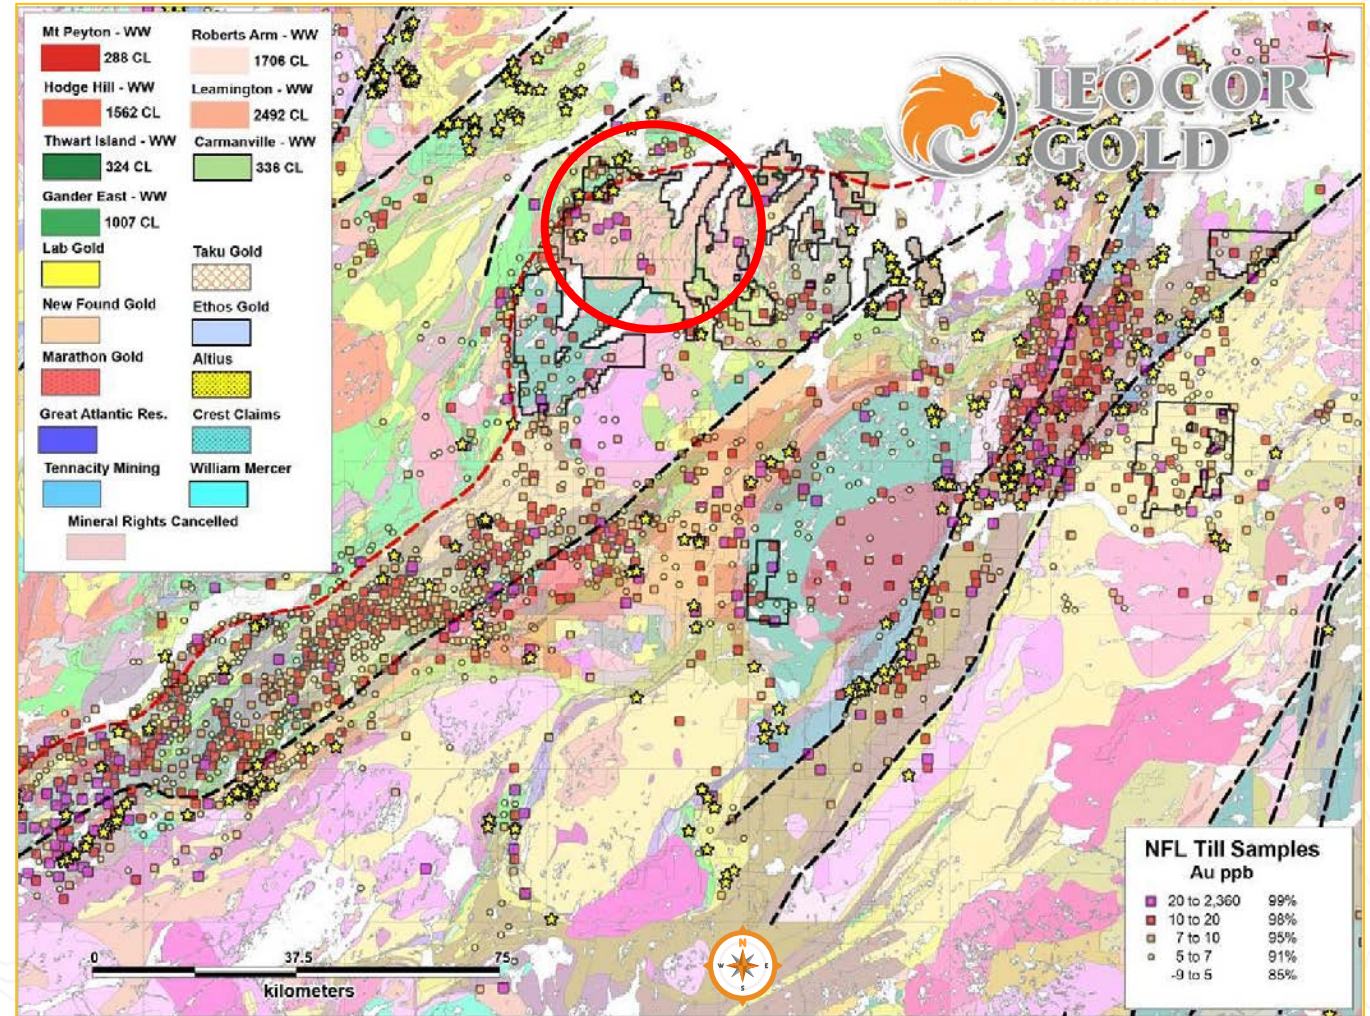 Mt Peyton - WW
288 CL
Roberts Arm - WW
1706 CL
Hodge Hill - WW
1562 CL
Leamington - WW
2492 CL
Thwart Island - WW
324 CL
Carmanville - WW
336 CL
Gander East - WW
1007 CL
Lab Gold
Taku Gold
New Found Gold
Ethos Gold
Marathon Gold
Altius
Great Atlantic Res.
Crest Claims
Tennacity Mining
William Mercer
Mineral Rights Cancelled
LEOCOR
GOLD
NFL Till Samples
Au ppb
20 to 2,360 99%
10 to 20 98%
7 to 10 95%
5 to 7 91%
-9 to 5 85%
0 37.5 75
kilometers
N
W E
S